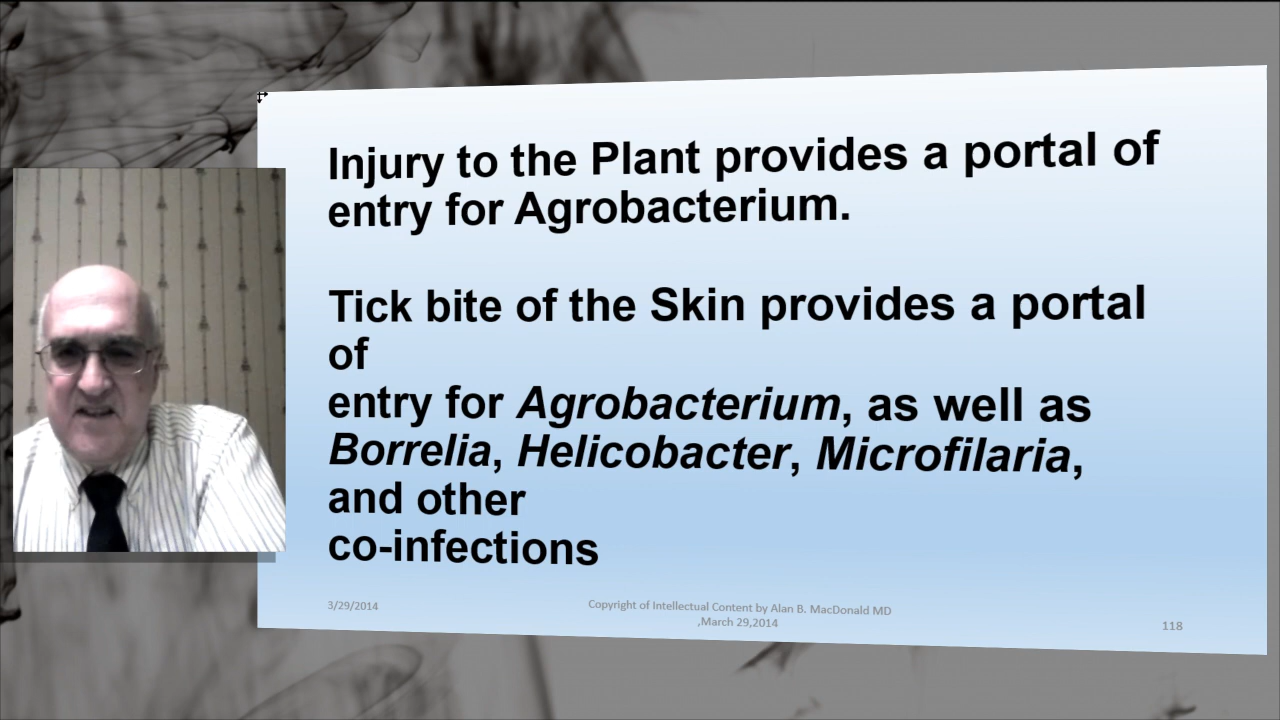 Injury to the Plant provides a portal of
entry for Agrobacterium.
Tick bite of the Skin provides a portal
of
entry for Agrobacterium, as well as
Borrelia, Helicobacter, Microfilaria,
and other
co-infections
3/29/2014
Copyright of Intellectual Content by Alan B. MacDonald MD
,March 29,2014
118